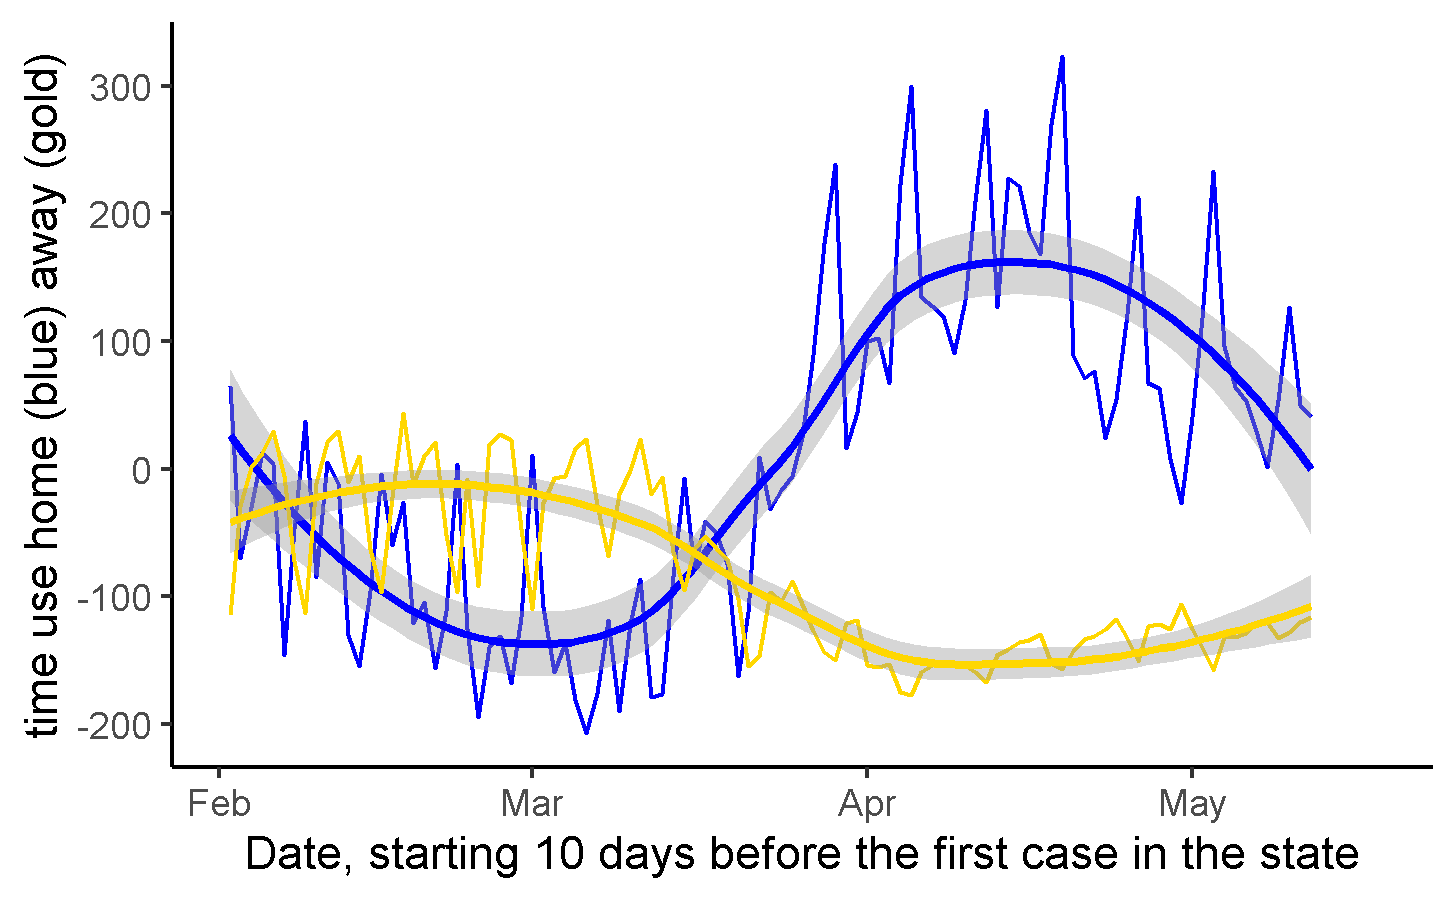 time use home (blue) away (gold)
300
200
100
0
-100
-200
Feb Mar Apr May
Date, starting 10 days before the first case in the state